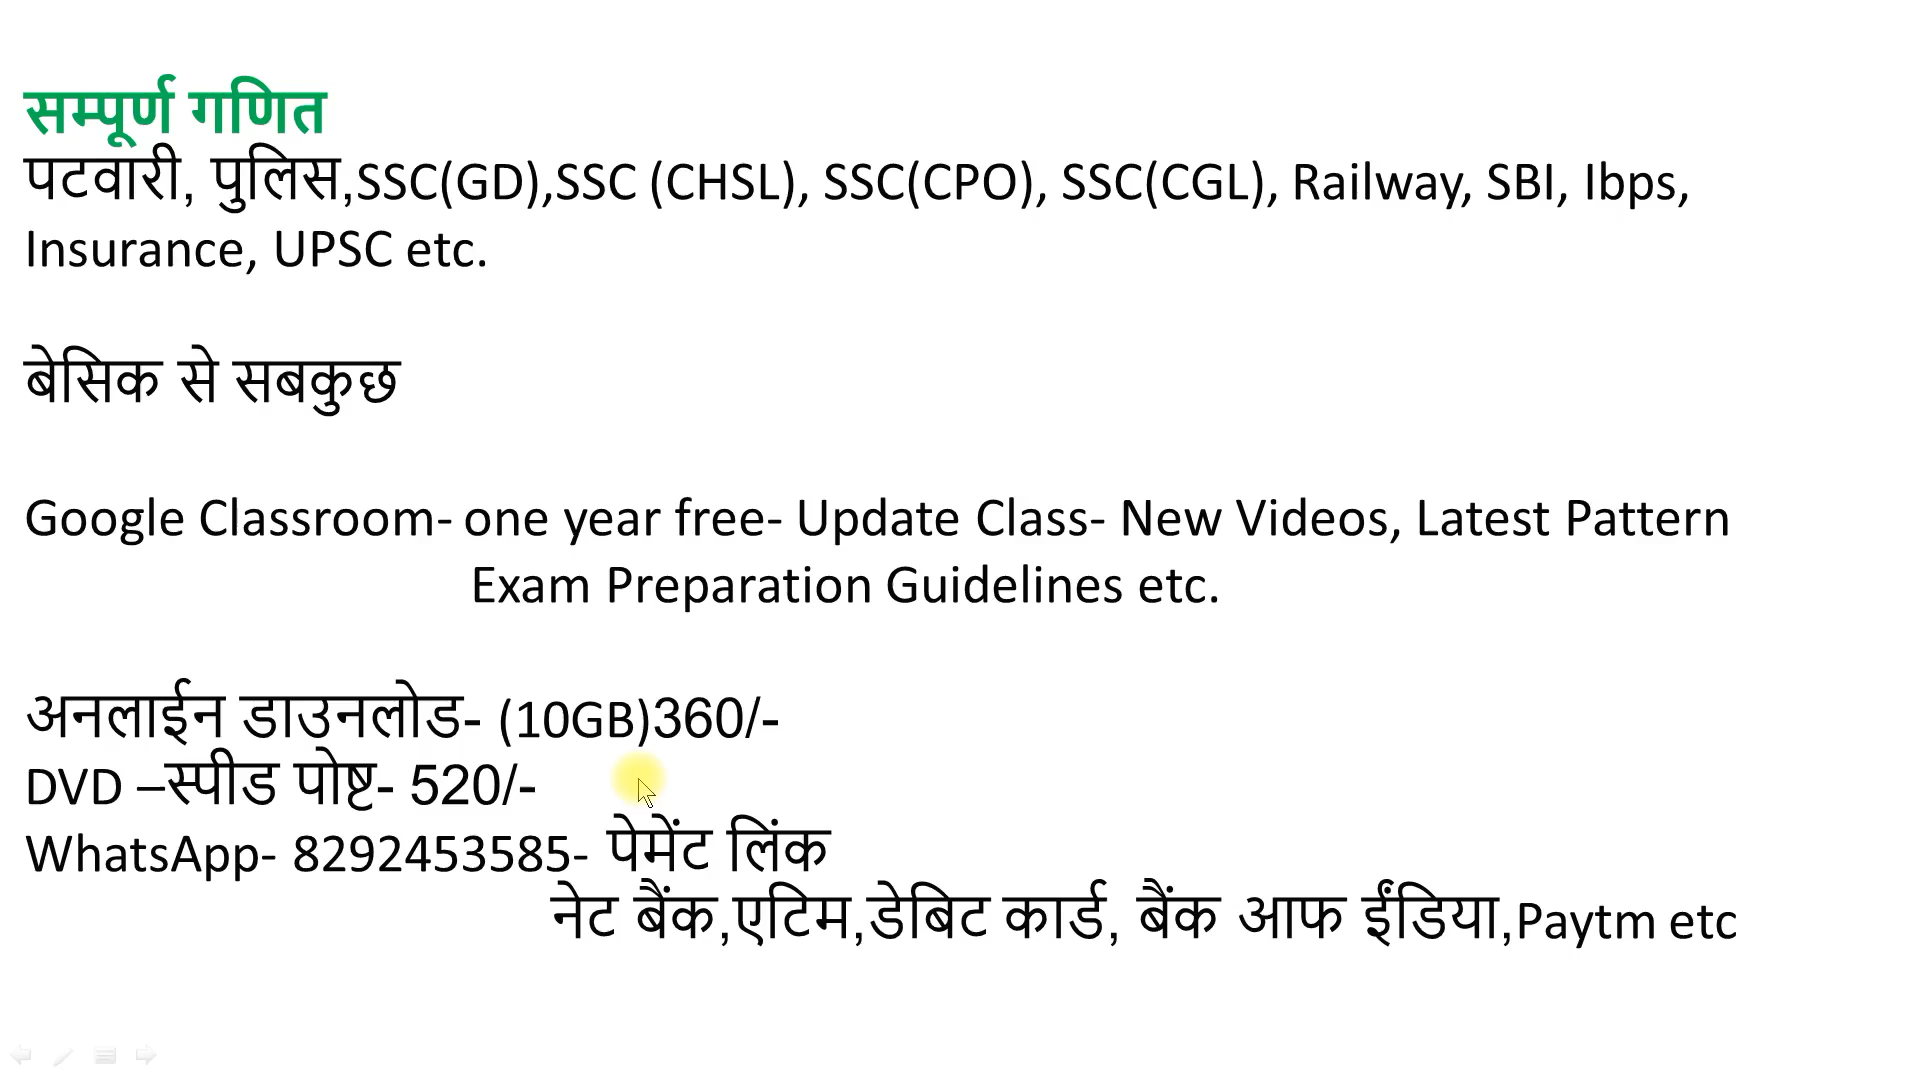 सम्पूर्ण गणित
पटवारी, पुलिस,SSC(GD),SSC (CHSL), SSC(CPO), SSC(CGL), Railway, SBI, Ibps,
Insurance, UPSC etc.
बेसिक से सबकुछ
Google Classroom- one year free- Update Class- New Videos, Latest Pattern
Exam Preparation Guidelines etc.
अनलाईन डाउनलोड- (10GB)360/-
DVD –स्पीड पोष्ट- 520/-
WhatsApp- 8292453585- पेमेंट लिंक
नेट बैंक,एटिम,डेबिट कार्ड, बैंक आफ ईंडिया,Paytm etc